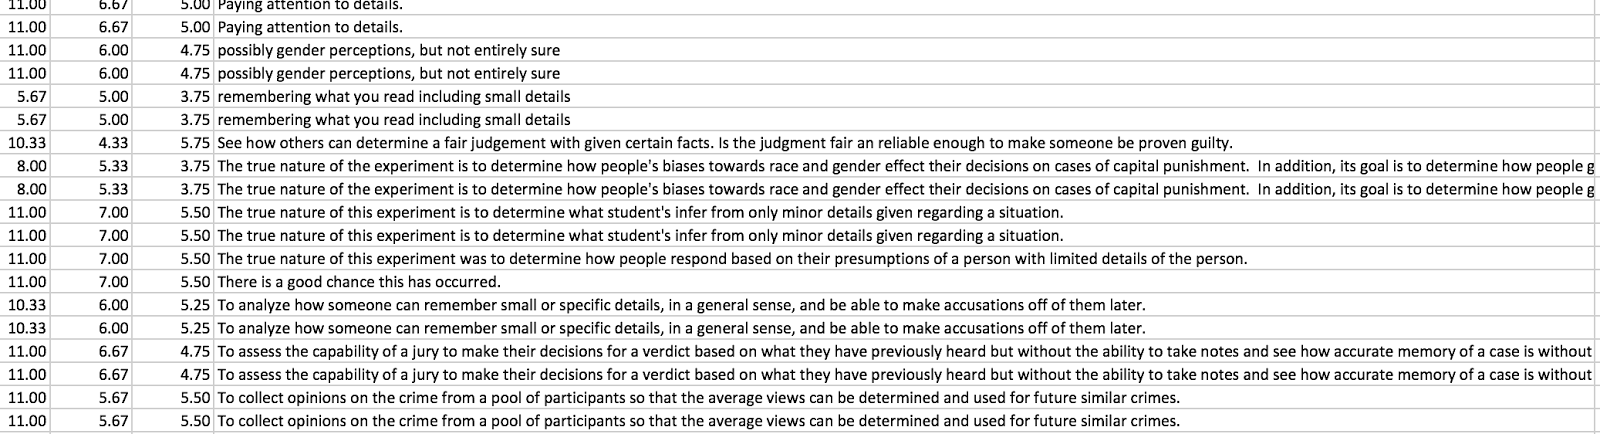 11.00 6.67 5.00 Paying attention to details.
11.00 6.67 5.00 Paying attention to details.
11.00 6.00 4.75 possibly gender perceptions, but not entirely sure
11.00 6.00 4.75 possibly gender perceptions, but not entirely sure
5.67 5.00 3.75 remembering what you read including small details
5.67 5.00 3.75 remembering what you read including small details
10.33 4.33 5.75 See how others can determine a fair judgement with given certain facts. Is the judgment fair an reliable enough to make someone be proven guilty.
8.00 5.33 3.75 The true nature of the experiment is to determine how people's biases towards race and gender effect their decisions on cases of capital punishment.  In addition, its goal is to determine how people g
8.00 5.33 3.75 The true nature of the experiment is to determine how people's biases towards race and gender effect their decisions on cases of capital punishment.  In addition, its goal is to determine how people g
11.00 7.00 5.50 The true nature of this experiment is to determine what student's infer from only minor details given regarding a situation.
11.00 7.00 5.50 The true nature of this experiment is to determine what student's infer from only minor details given regarding a situation.
11.00 7.00 5.50 The true nature of this experiment was to determine how people respond based on their presumptions of a person with limited details of the person.
11.00 7.00 5.50 There is a good chance this has occurred.
10.33 6.00 5.25 To analyze how someone can remember small or specific details, in a general sense, and be able to make accusations off of them later.
10.33 6.00 5.25 To analyze how someone can remember small or specific details, in a general sense, and be able to make accusations off of them later.
11.00 6.67 4.75 To assess the capability of a jury to make their decisions for a verdict based on what they have previously heard but without the ability to take notes and see how accurate memory of a case is without
11.00 6.67 4.75 To assess the capability of a jury to make their decisions for a verdict based on what they have previously heard but without the ability to take notes and see how accurate memory of a case is without
11.00 5.67 5.50 To collect opinions on the crime from a pool of participants so that the average views can be determined and used for future similar crimes.
11.00 5.67 5.50 To collect opinions on the crime from a pool of participants so that the average views can be determined and used for future similar crimes.